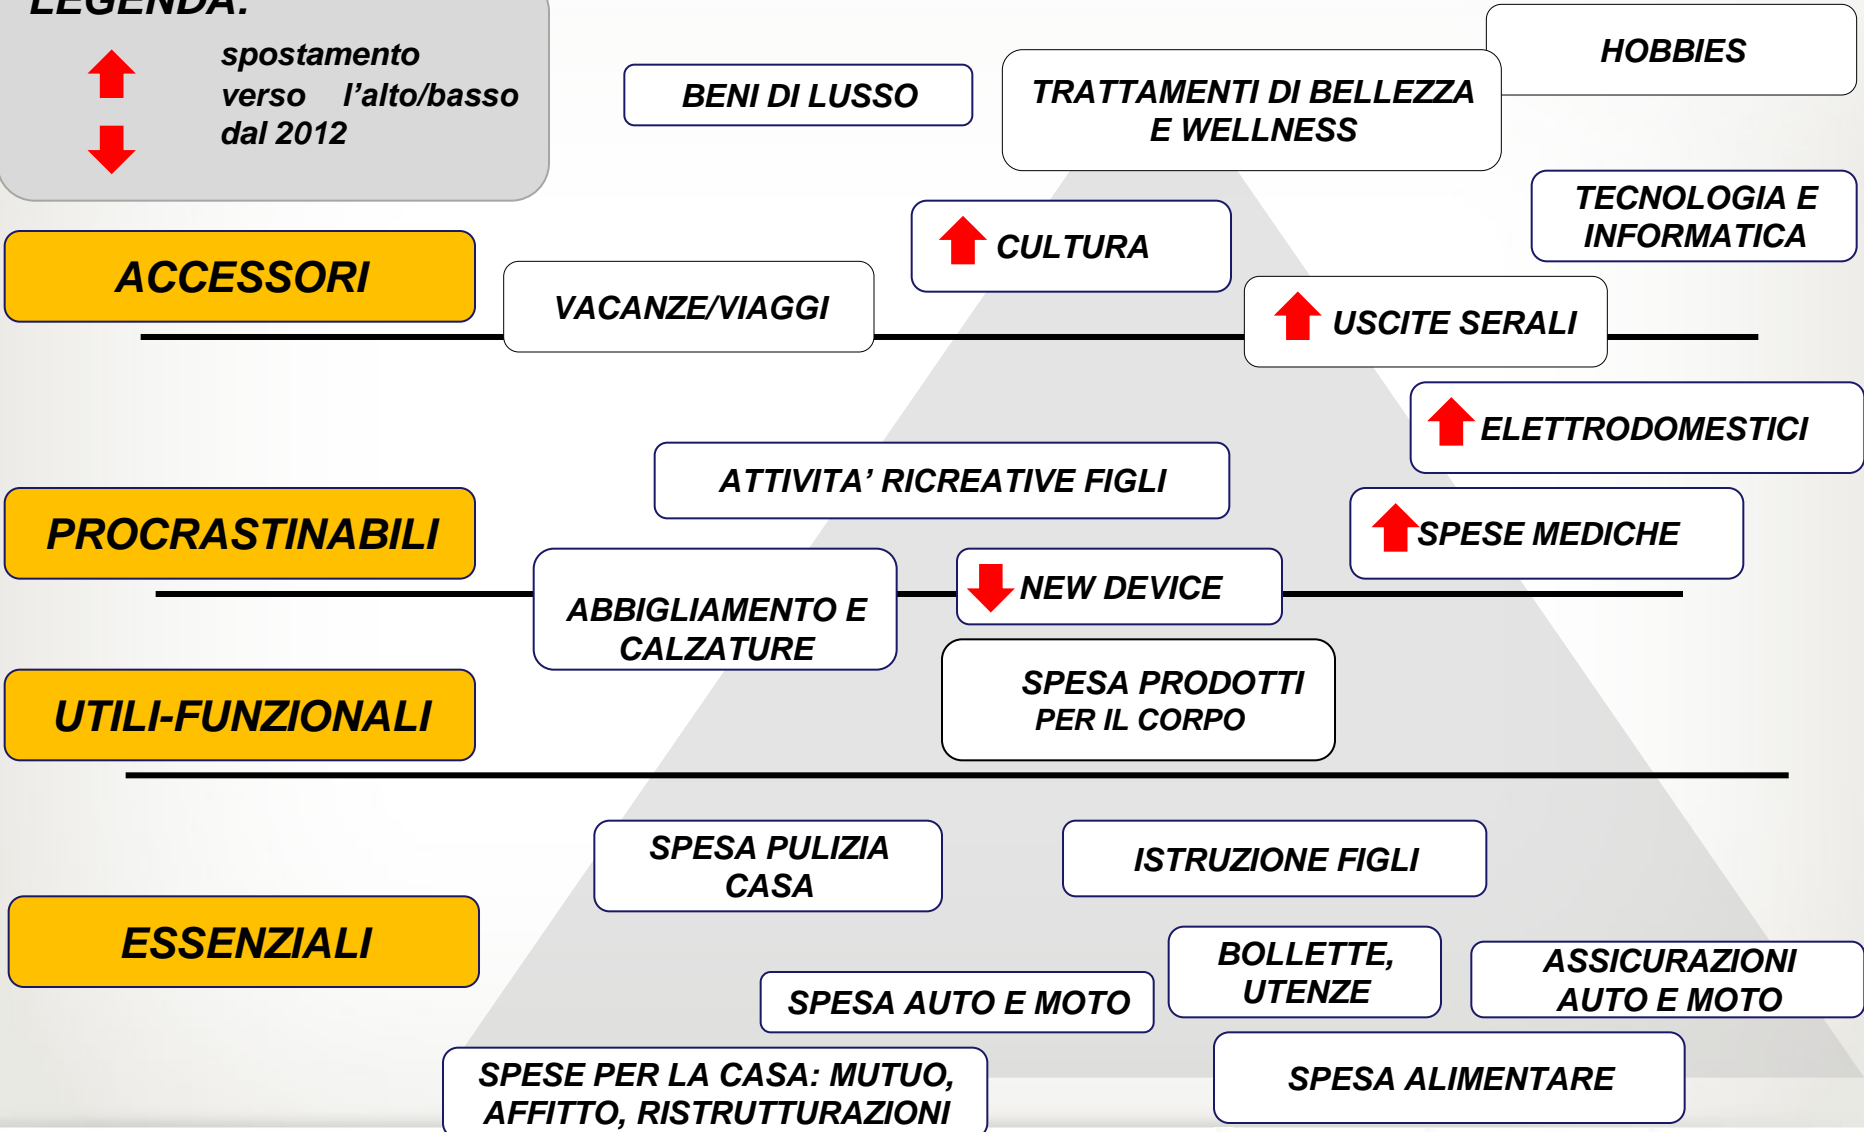 LEGENDA:
spostamento
verso l’alto/basso
dal 2012
HOBBIES
BENI DI LUSSO
TRATTAMENTI DI BELLEZZA
E WELLNESS
TECNOLOGIA E
INFORMATICA
CULTURA
ACCESSORI
VACANZE/VIAGGI
USCITE SERALI
ELETTRODOMESTICI
ATTIVITA’ RICREATIVE FIGLI
PROCRASTINABILI
SPESE MEDICHE
NEW DEVICE
ABBIGLIAMENTO E
CALZATURE
UTILI-FUNZIONALI
SPESA PRODOTTI
PER IL CORPO
SPESA PULIZIA
CASA
ISTRUZIONE FIGLI
ESSENZIALI
BOLLETTE,
UTENZE
ASSICURAZIONI
AUTO E MOTO
SPESA AUTO E MOTO
SPESE PER LA CASA: MUTUO,
AFFITTO, RISTRUTTURAZIONI
SPESA ALIMENTARE